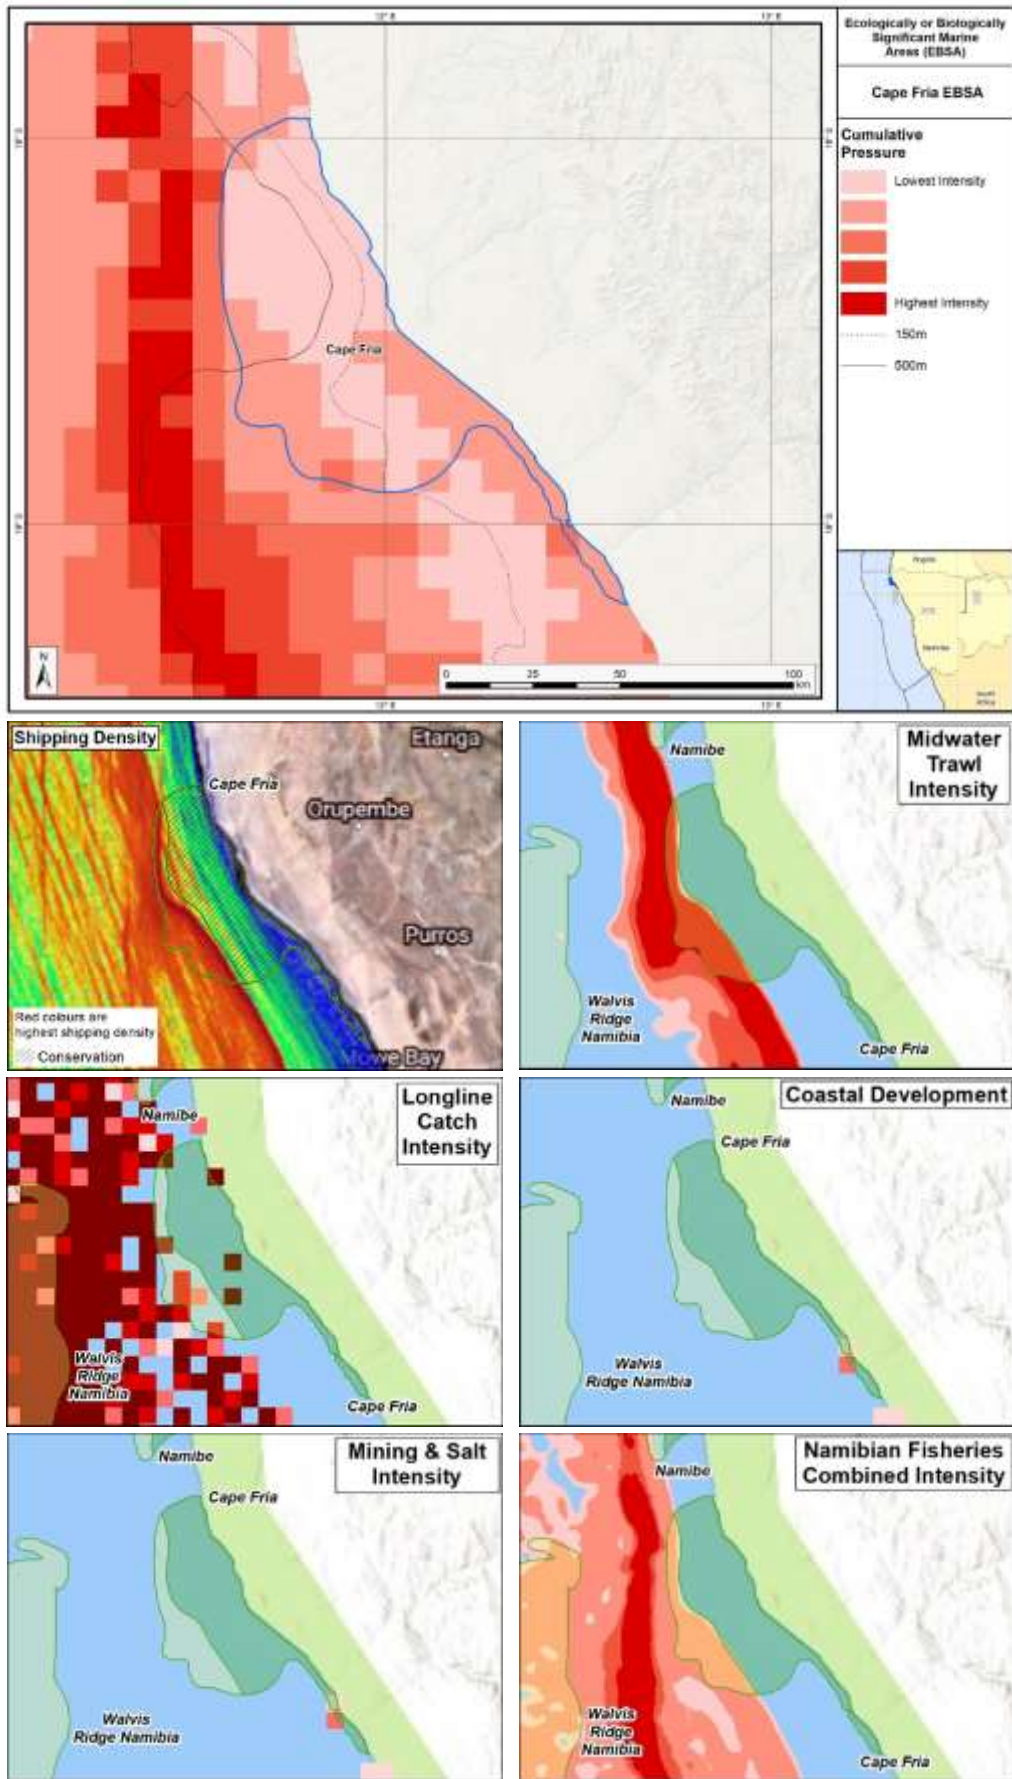 Ecologically or Biologically
Significant Marine
Areas (EBSA)
Cape Fria EBSA
Cumulative
Pressure
Lowest Intensity
Highest Intensity
150m
500m
Cape Fria
N
0
25
50
100
km
Angola
Namibia
South
Africa
Shipping Density
Etanga
Cape Fria
Orupembe
Purros
Red colours are
highest shipping density
Conservation
Mowe Bay
Namibe
Midwater
Trawl
Intensity
Walvis
Ridge
Namibia
Cape Fria
Longline
Catch
Intensity
Namibe
Walvis
Ridge
Namibia
Cape Fria
Coastal Development
Namibe
Cape Fria
Walvis
Ridge Namibia
Mining & Salt
Intensity
Namibe
Cape Fria
Walvis
Ridge Namibia
Namibian Fisheries
Combined Intensity
Namibe
Walvis
Ridge
Namibia
Cape Fria